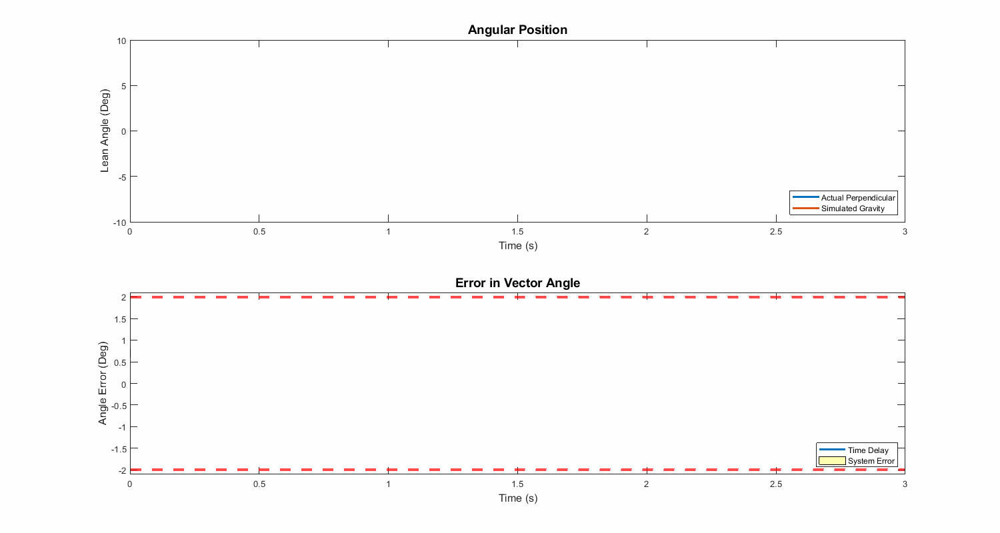 Angular Position
10
5
0
-5
-10
Lean Angle (Deg)
Actual Perpendicular
Simulated Gravity
0 0.5 1 1.5 2 2.5 3
Time (s)
Error in Vector Angle
2
1.5
1
0.5
0
-0.5
-1
-1.5
-2
Angle Error (Deg)
Time Delay
System Error
0 0.5 1 1.5 2 2.5 3
Time (s)